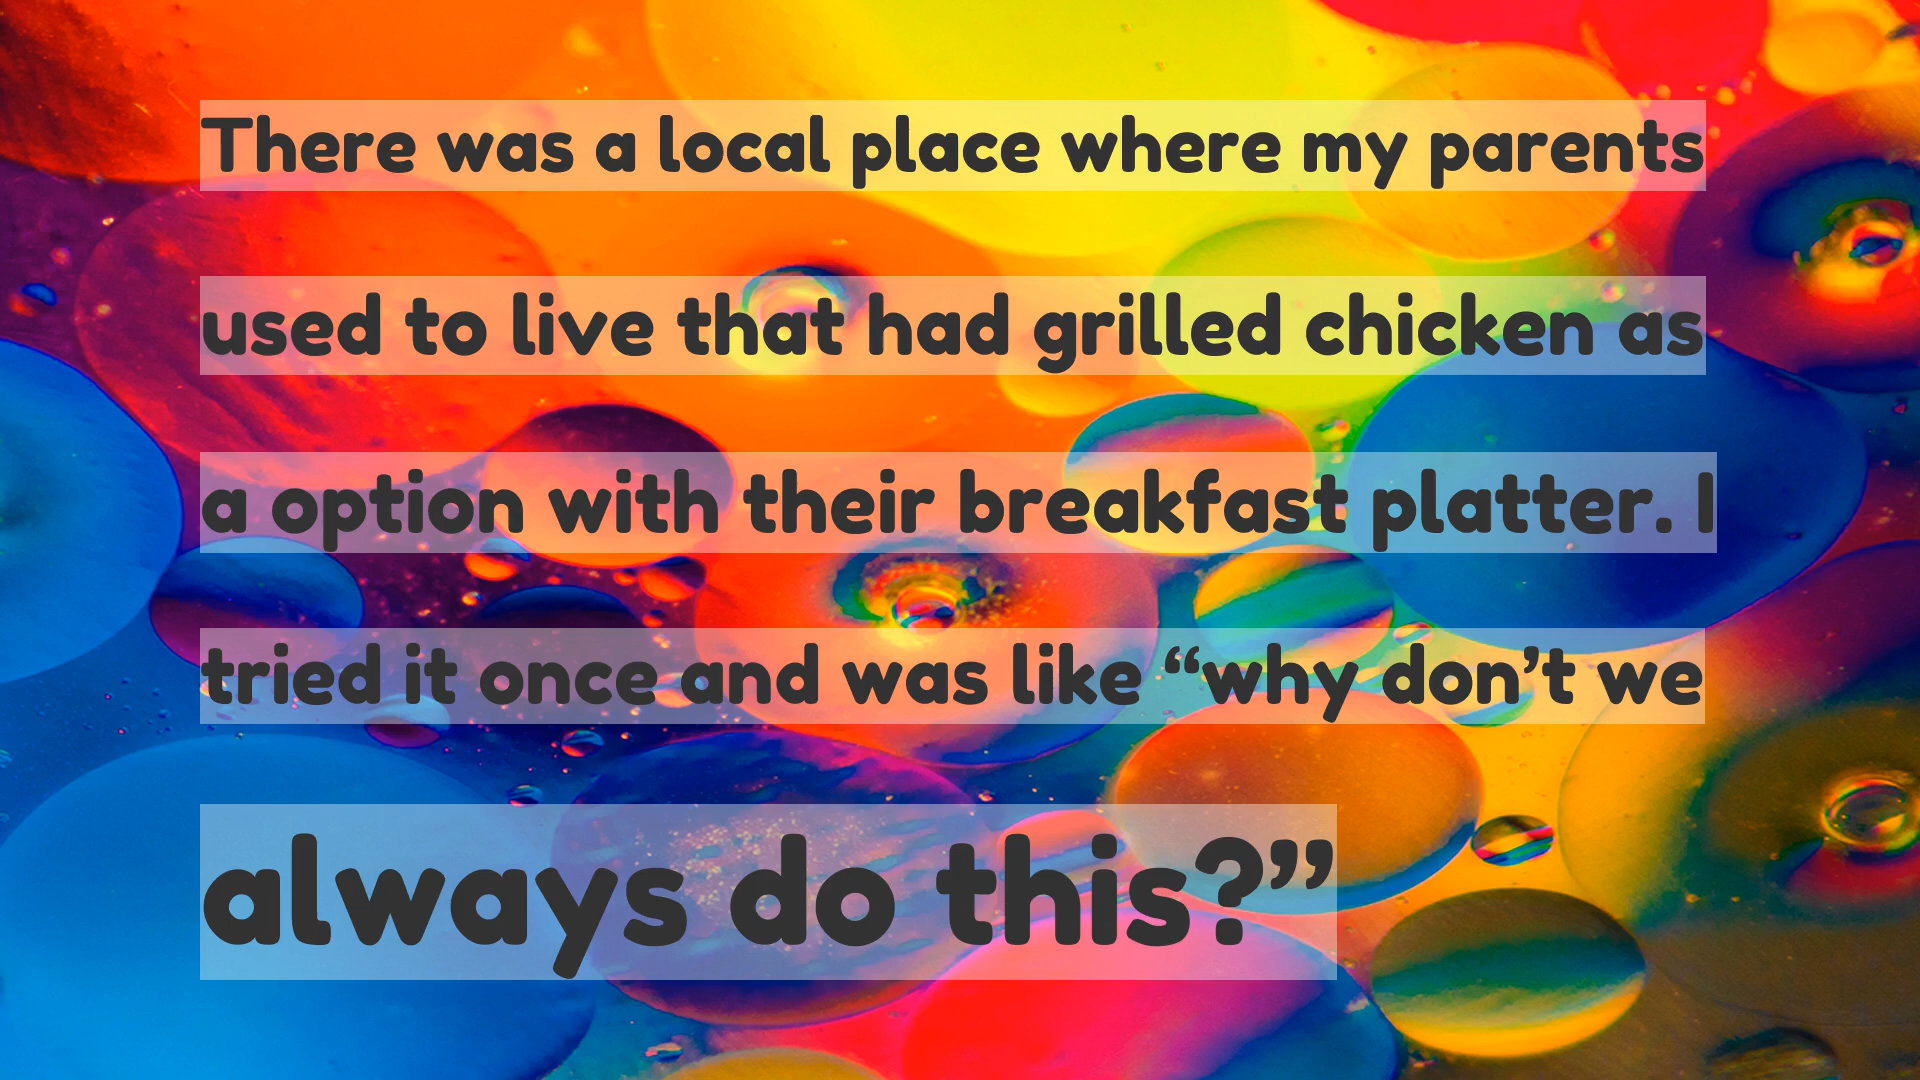 There was a local place where my parents
used to live that had grilled chicken as
a option with their breakfast platter. I
tried it once and was like “why don’t we
always do this?”